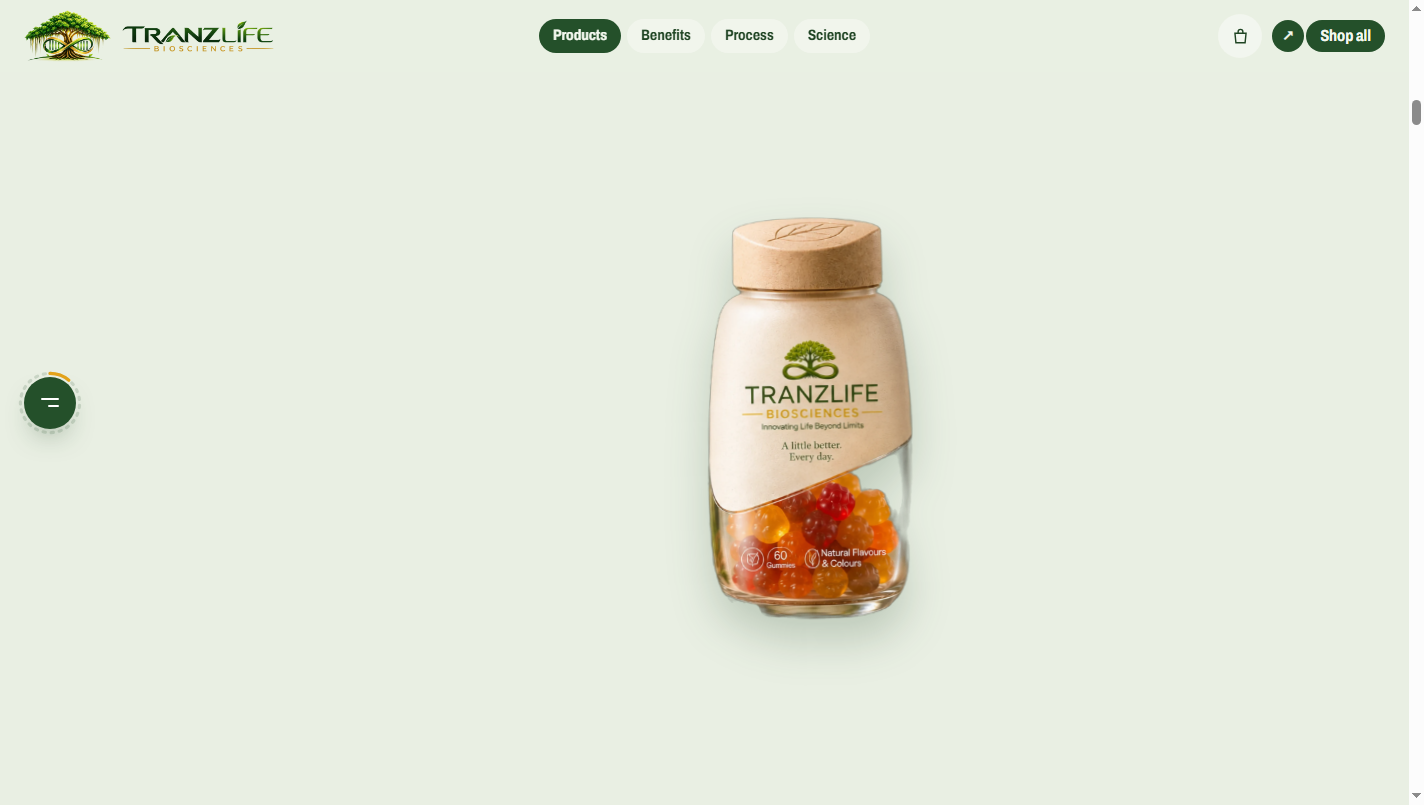 TRANZLIFE
BIOSCIENCES
Products
Benefits
Process
Science
↗
Shop all
TRANZLIFE
BIOSCIENCES
Innovating Life Beyond Limits
A little better.
Every day.
60
Gummies
Natural Flavours
& Colours